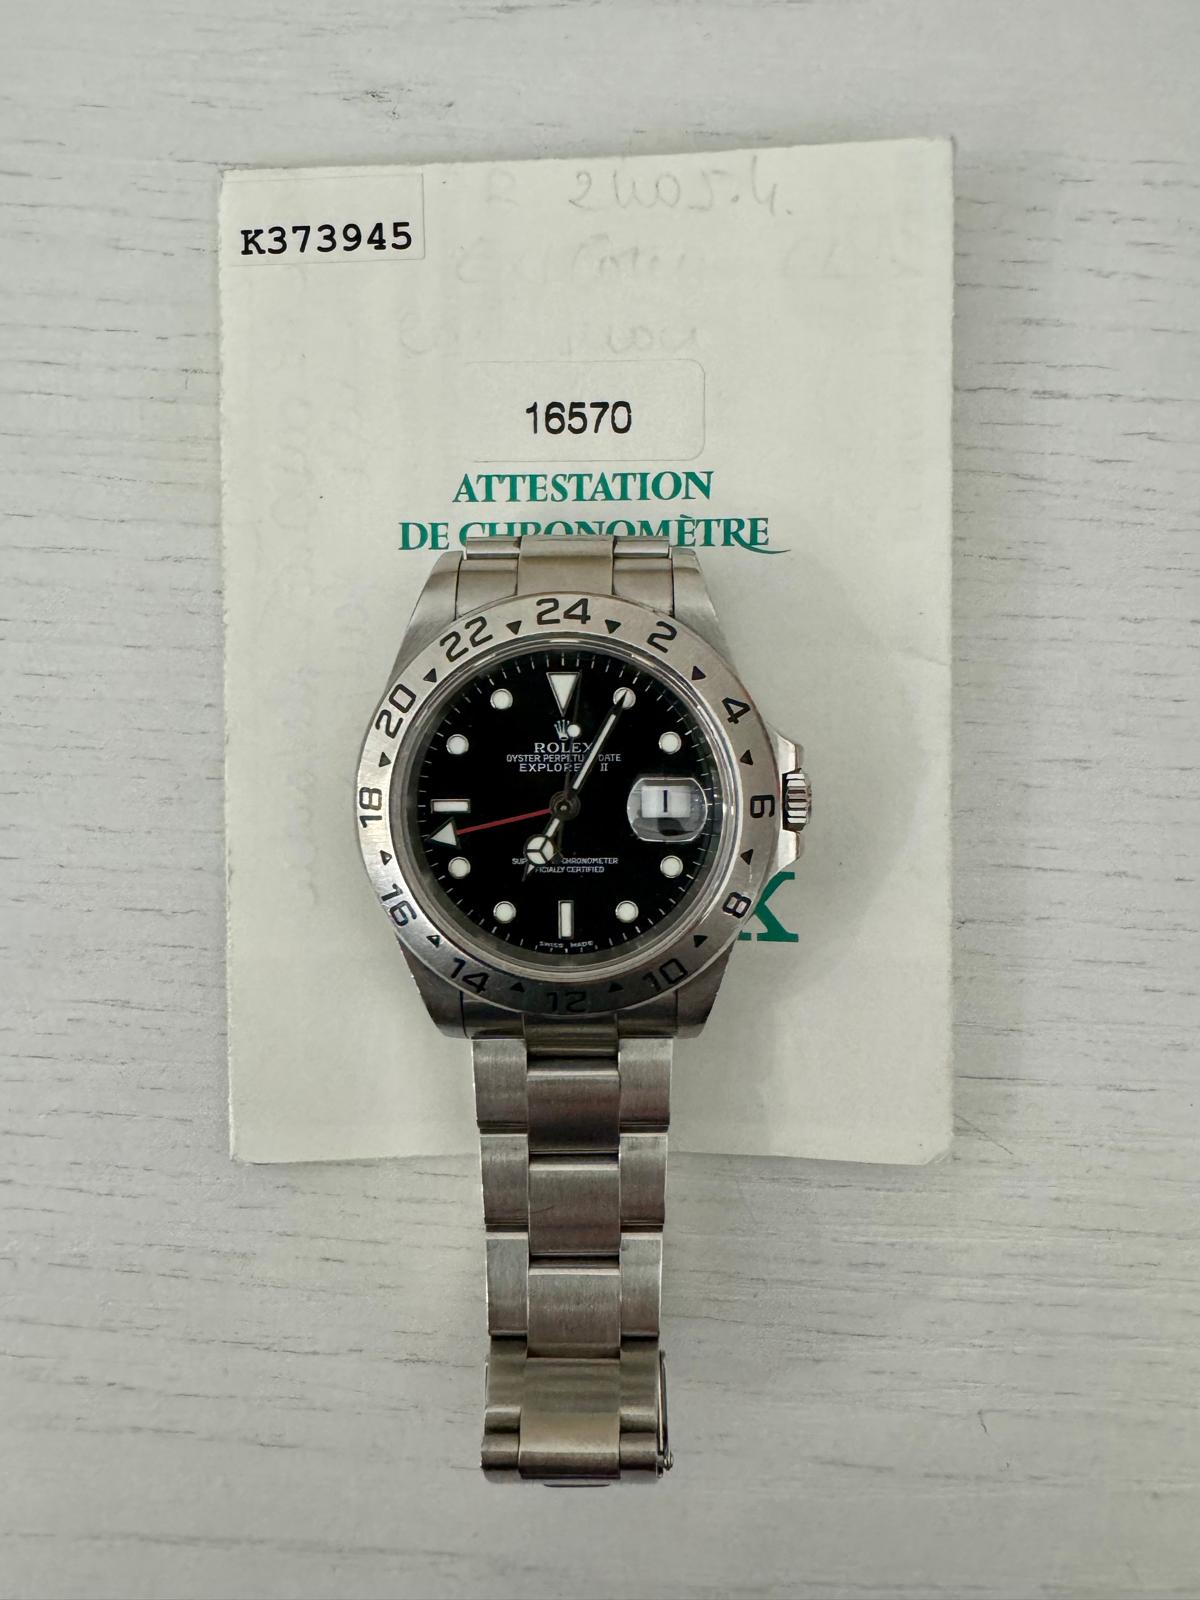 K373945
16570
ATTESTATION
DE CHRONOMÈTRE
24
22 2
20 4
ROLEX
OYSTER PERPETUAL DATE
EXPLORER II
18 1 6
SUPERLATIVE CHRONOMETER
OFFICIALLY CERTIFIED
16 8
SWISS MADE
14 10
12